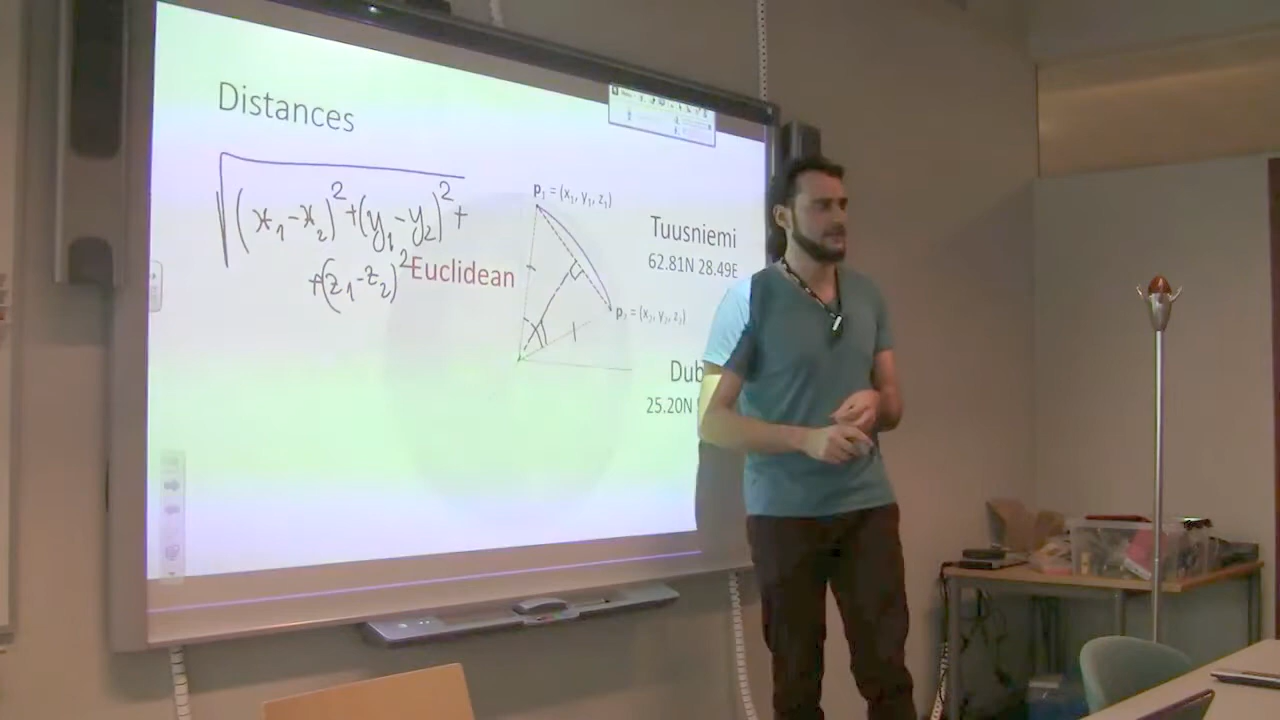 Distances
√(x₁-x₂)²+(y₁-y₂)²+
+(z₁-z₂)²
Euclidean
p₁ = (x₁, y₁, z₁)
Tuusniemi
62.81N 28.49E
p₂ = (x₂, y₂, z₂)
Dub
25.20N